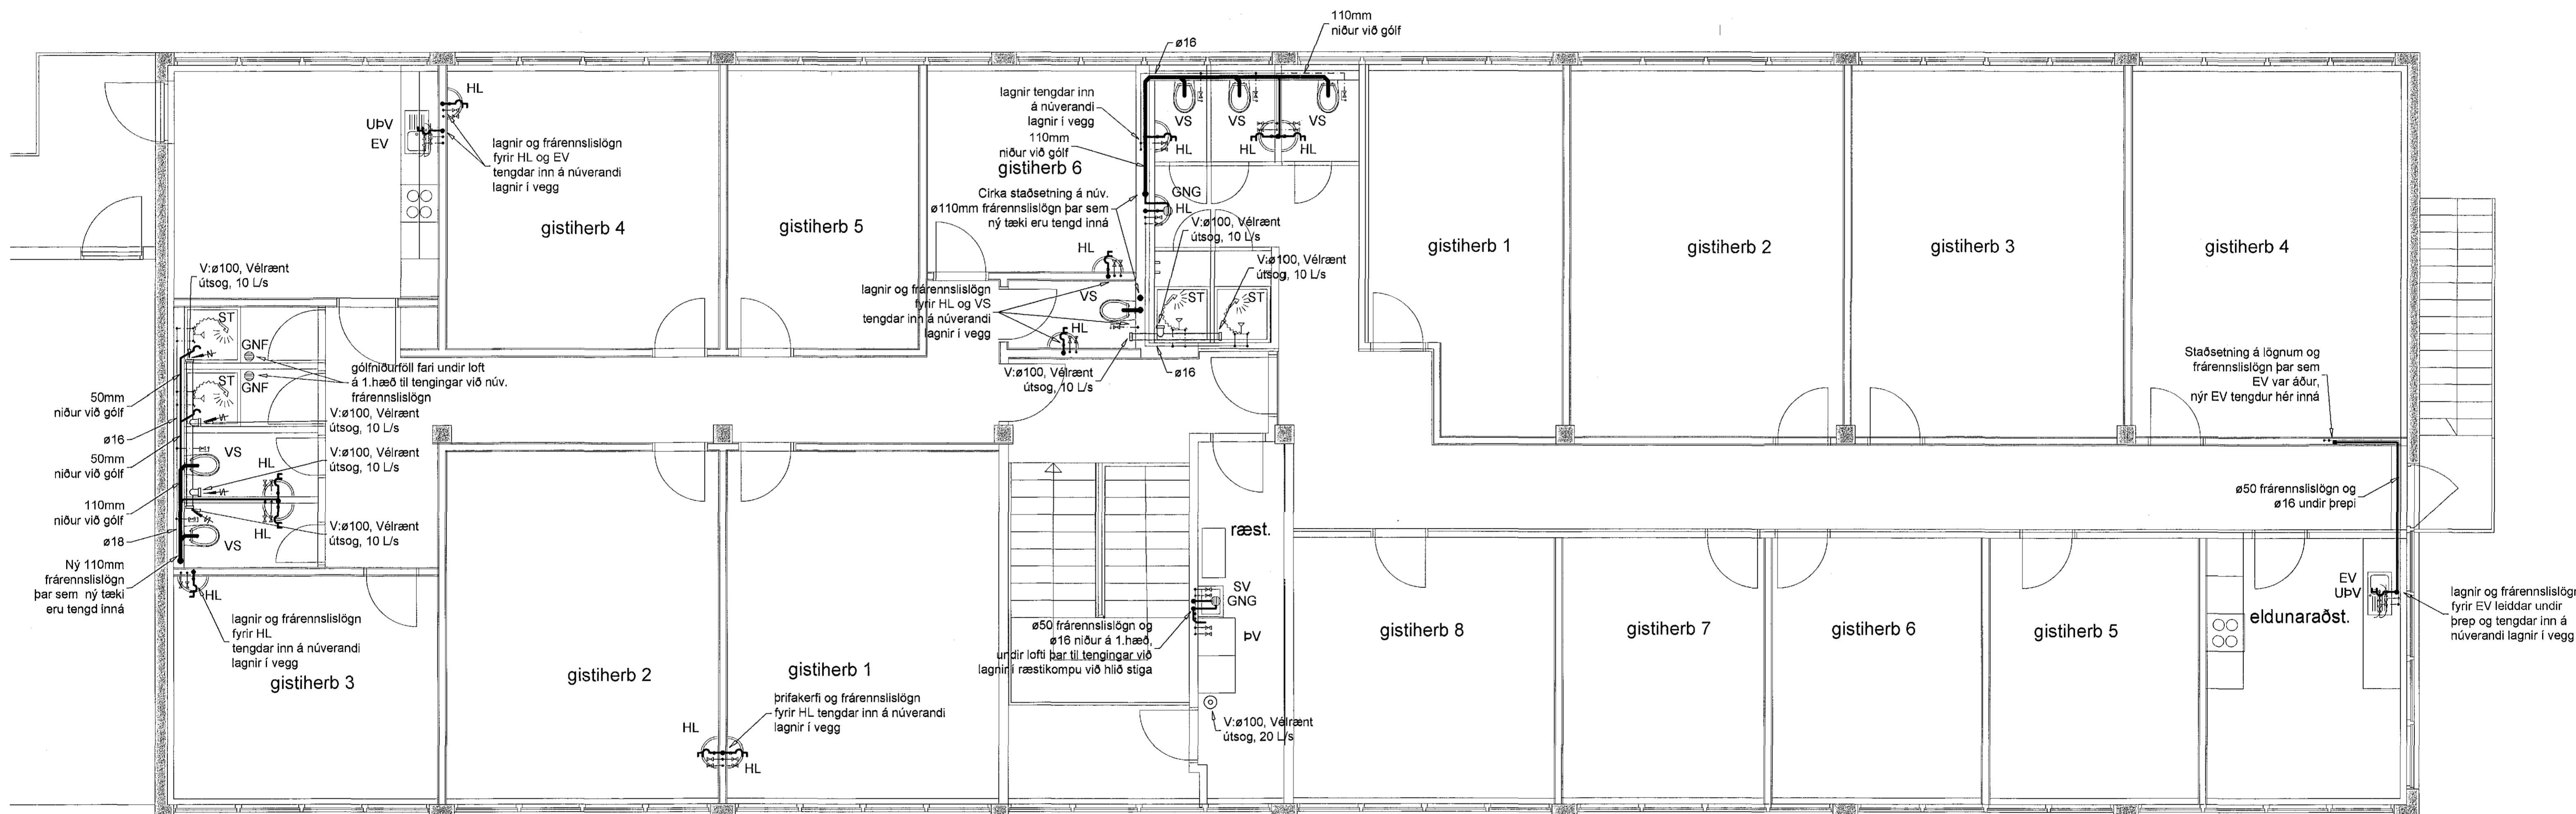 110mm
niður við gólf
ø16
HL
UÞV
EV
lagnir og frárennslislögn
fyrir HL og EV
tengdar inn á núverandi
lagnir í vegg
gistiherb 4
gistiherb 5
lagnir tengdar inn
á núverandi
lagnir í vegg
110mm
niður við gólf
gistiherb 6
VS
VS
VS
HL
HL
HL
Cirka staðsetning á núv.
ø110mm frárennslislögn þar sem
ný tæki eru tengd inná
GNG
HL
V:ø100, Vélrænt
útsog, 10 L/s
V:ø100, Vélrænt
útsog, 10 L/s
HL
VS
lagnir og frárennslislögn
fyrir HL og VS
tengdar inn á núverandi
lagnir í vegg
HL
ST
ST
V:ø100, Vélrænt
útsog, 10 L/s
ø16
gistiherb 1
gistiherb 2
gistiherb 3
gistiherb 4
V:ø100, Vélrænt
útsog, 10 L/s
ST
GNF
ST
GNF
gólfniðurföll fari undir loft
á 1.hæð til tengingar við núv.
frárennslislögn
50mm
niður við gólf
ø16
50mm
niður við gólf
110mm
niður við gólf
ø18
Ný 110mm
frárennslislögn
þar sem ný tæki
eru tengd inná
V:ø100, Vélrænt
útsog, 10 L/s
V:ø100, Vélrænt
útsog, 10 L/s
V:ø100, Vélrænt
útsog, 10 L/s
VS
HL
HL
VS
HL
lagnir og frárennslislögn
fyrir HL
tengdar inn á núverandi
lagnir í vegg
gistiherb 3
gistiherb 2
gistiherb 1
þrifakerfi og frárennslislögn
fyrir HL tengdar inn á núverandi
lagnir í vegg
HL
HL
ræst.
SV
GNG
ÞV
ø50 frárennslislögn og
ø16 niður á 1.hæð,
undir lofti þar til tengingar við
lagnir í ræstikompu við hlið stiga
V:ø100, Vélrænt
útsog, 20 L/s
Staðsetning á lögnum og
frárennslislögn þar sem
EV var áður,
nýr EV tengdur hér inná
ø50 frárennslislögn og
ø16 undir þrepi
gistiherb 8
gistiherb 7
gistiherb 6
gistiherb 5
eldunaraðst.
EV
UÞV
lagnir og frárennslislögn
fyrir EV leiddar undir
þrep og tengdar inn á
núverandi lagnir í vegg